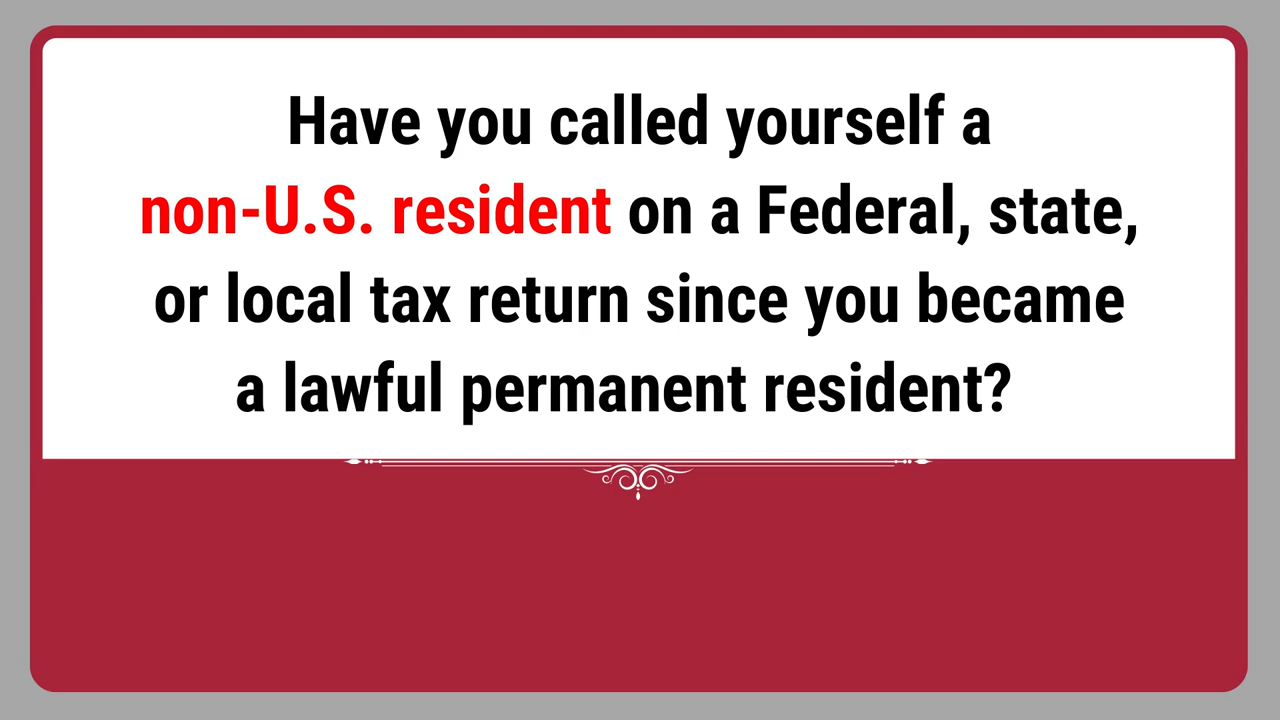 Have you called yourself a
non-U.S. resident on a Federal, state,
or local tax return since you became
a lawful permanent resident?